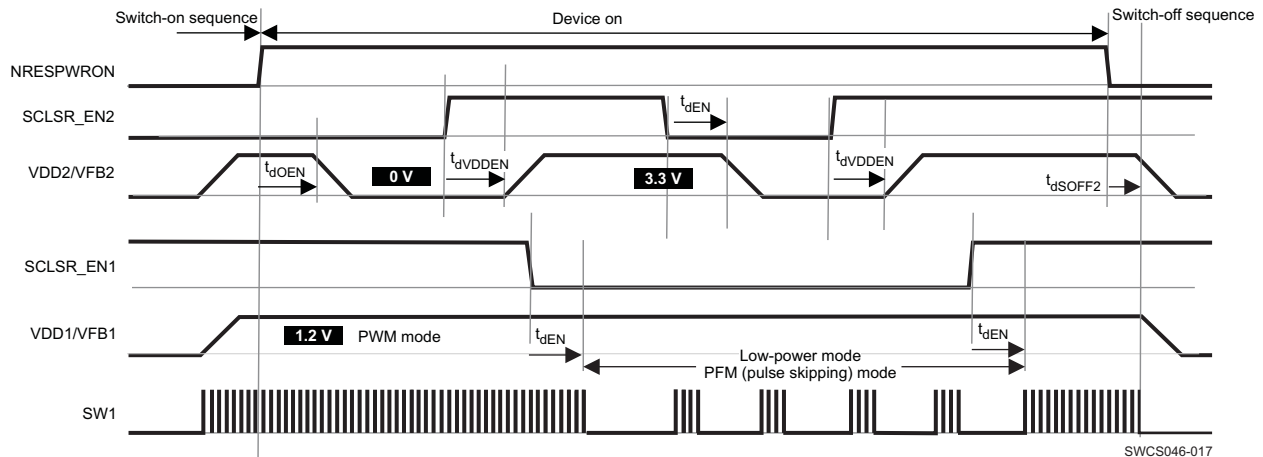 Switch-on sequence
Device on
Switch-off sequence
NRESPWRON
SCLSR_EN2
tdEN
VDD2/VFB2
tdOEN
0 V
tdVDDEN
3.3 V
tdVDDEN
tdSOFF2
SCLSR_EN1
VDD1/VFB1
1.2 V
PWM mode
tdEN
tdEN
Low-power mode
PFM (pulse skipping) mode
SW1
SWCS046-017